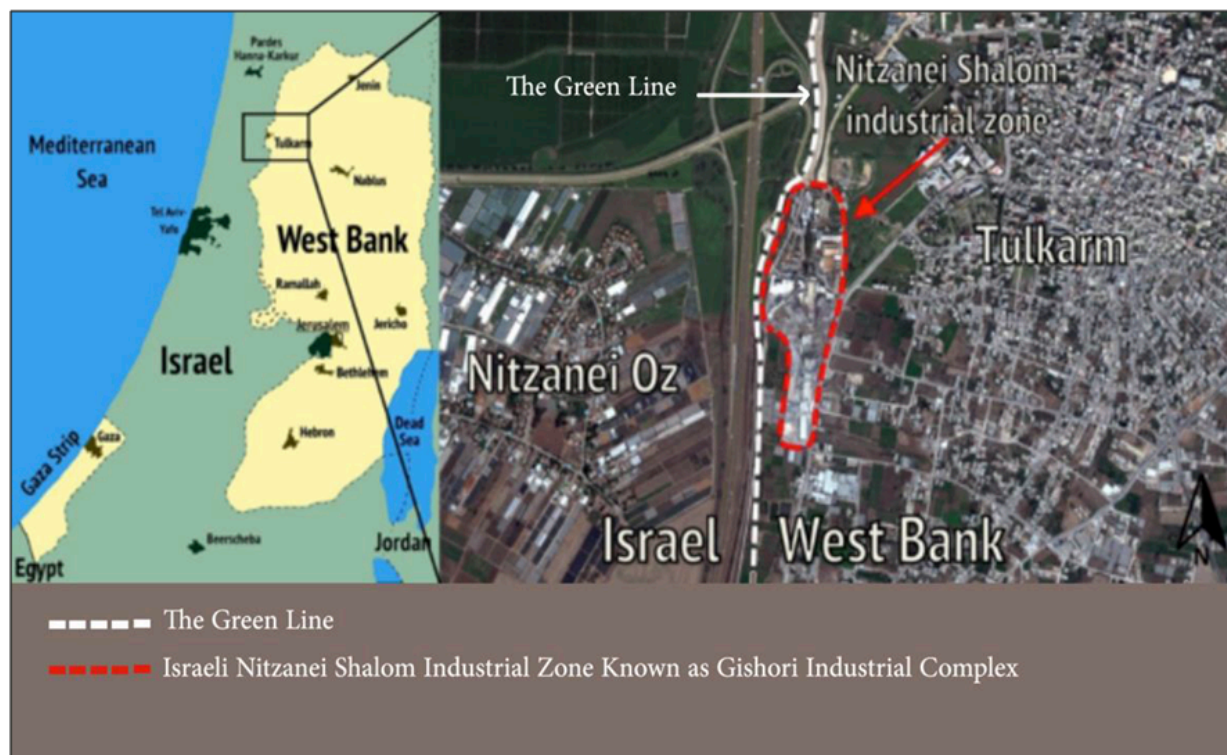 Pardes
Hanna-Karkur
Jenin
Tulkarm
Nablus
Mediterranean
Sea
Tel Aviv-
Yafo
West Bank
Ramallah
Jericho
Jerusalem
Israel
Bethlehem
Dead
Sea
Hebron
Gaza
Gaza Strip
Beerscheba
Jordan
Egypt
The Green Line
Nitzanei Shalom
industrial zone
Tulkarm
Nitzanei Oz
Israel
West Bank
N
The Green Line
Israeli Nitzanei Shalom Industrial Zone Known as Gishori Industrial Complex